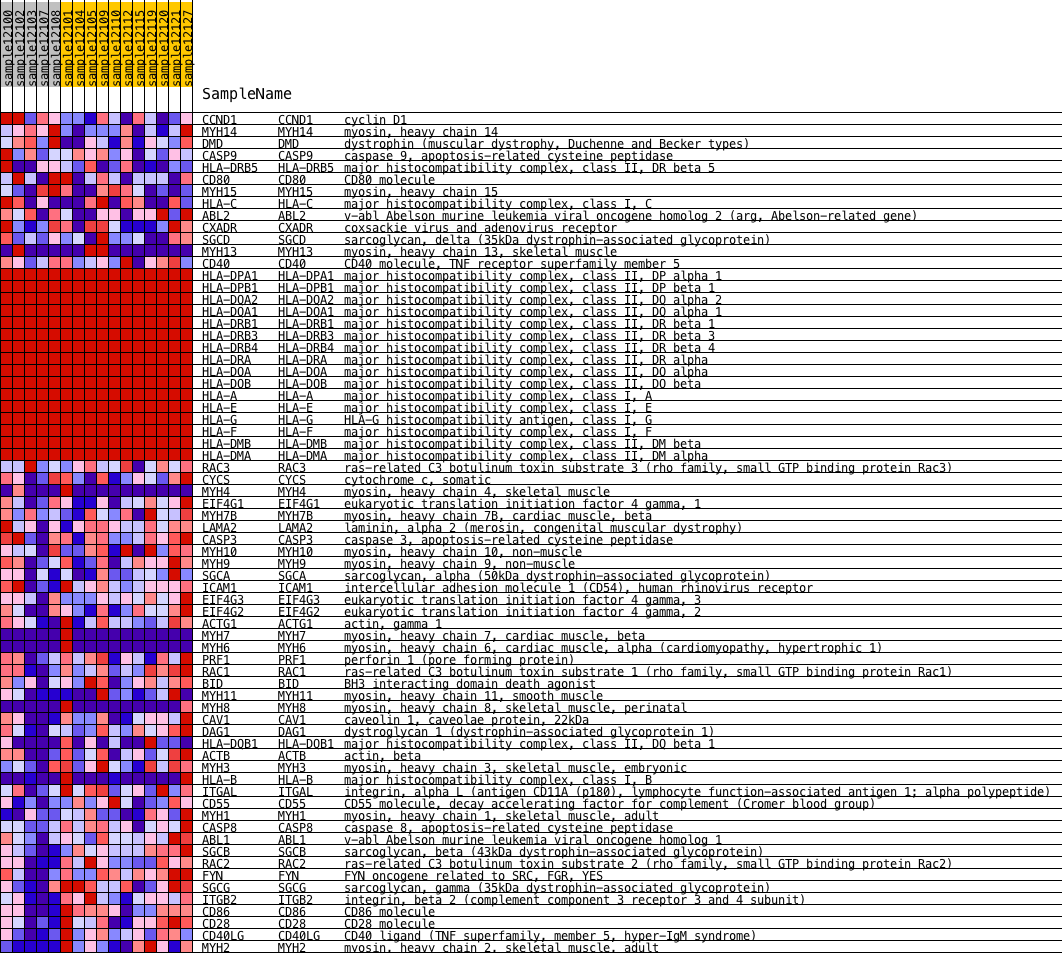 sample12100 sample12102 sample12103 sample12107 sample12108 sample12101 sample12104 sample12105 sample12109 sample12110 sample12112 sample12115 sample12119 sample12120 sample12121 sample12127
SampleName
CCND1 CCND1 cyclin D1
MYH14 MYH14 myosin, heavy chain 14
DMD DMD dystrophin (muscular dystrophy, Duchenne and Becker types)
CASP9 CASP9 caspase 9, apoptosis-related cysteine peptidase
HLA-DRB5 HLA-DRB5 major histocompatibility complex, class II, DR beta 5
CD80 CD80 CD80 molecule
MYH15 MYH15 myosin, heavy chain 15
HLA-C HLA-C major histocompatibility complex, class I, C
ABL2 ABL2 v-abl Abelson murine leukemia viral oncogene homolog 2 (arg, Abelson-related gene)
CXADR CXADR coxsackie virus and adenovirus receptor
SGCD SGCD sarcoglycan, delta (35kDa dystrophin-associated glycoprotein)
MYH13 MYH13 myosin, heavy chain 13, skeletal muscle
CD40 CD40 CD40 molecule, TNF receptor superfamily member 5
HLA-DPA1 HLA-DPA1 major histocompatibility complex, class II, DP alpha 1
HLA-DPB1 HLA-DPB1 major histocompatibility complex, class II, DP beta 1
HLA-DQA2 HLA-DQA2 major histocompatibility complex, class II, DQ alpha 2
HLA-DQA1 HLA-DQA1 major histocompatibility complex, class II, DQ alpha 1
HLA-DRB1 HLA-DRB1 major histocompatibility complex, class II, DR beta 1
HLA-DRB3 HLA-DRB3 major histocompatibility complex, class II, DR beta 3
HLA-DRB4 HLA-DRB4 major histocompatibility complex, class II, DR beta 4
HLA-DRA HLA-DRA major histocompatibility complex, class II, DR alpha
HLA-DOA HLA-DOA major histocompatibility complex, class II, DO alpha
HLA-DOB HLA-DOB major histocompatibility complex, class II, DO beta
HLA-A HLA-A major histocompatibility complex, class I, A
HLA-E HLA-E major histocompatibility complex, class I, E
HLA-G HLA-G HLA-G histocompatibility antigen, class I, G
HLA-F HLA-F major histocompatibility complex, class I, F
HLA-DMB HLA-DMB major histocompatibility complex, class II, DM beta
HLA-DMA HLA-DMA major histocompatibility complex, class II, DM alpha
RAC3 RAC3 ras-related C3 botulinum toxin substrate 3 (rho family, small GTP binding protein Rac3)
CYCS CYCS cytochrome c, somatic
MYH4 MYH4 myosin, heavy chain 4, skeletal muscle
EIF4G1 EIF4G1 eukaryotic translation initiation factor 4 gamma, 1
MYH7B MYH7B myosin, heavy chain 7B, cardiac muscle, beta
LAMA2 LAMA2 laminin, alpha 2 (merosin, congenital muscular dystrophy)
CASP3 CASP3 caspase 3, apoptosis-related cysteine peptidase
MYH10 MYH10 myosin, heavy chain 10, non-muscle
MYH9 MYH9 myosin, heavy chain 9, non-muscle
SGCA SGCA sarcoglycan, alpha (50kDa dystrophin-associated glycoprotein)
ICAM1 ICAM1 intercellular adhesion molecule 1 (CD54), human rhinovirus receptor
EIF4G3 EIF4G3 eukaryotic translation initiation factor 4 gamma, 3
EIF4G2 EIF4G2 eukaryotic translation initiation factor 4 gamma, 2
ACTG1 ACTG1 actin, gamma 1
MYH7 MYH7 myosin, heavy chain 7, cardiac muscle, beta
MYH6 MYH6 myosin, heavy chain 6, cardiac muscle, alpha (cardiomyopathy, hypertrophic 1)
PRF1 PRF1 perforin 1 (pore forming protein)
RAC1 RAC1 ras-related C3 botulinum toxin substrate 1 (rho family, small GTP binding protein Rac1)
BID BID BH3 interacting domain death agonist
MYH11 MYH11 myosin, heavy chain 11, smooth muscle
MYH8 MYH8 myosin, heavy chain 8, skeletal muscle, perinatal
CAV1 CAV1 caveolin 1, caveolae protein, 22kDa
DAG1 DAG1 dystroglycan 1 (dystrophin-associated glycoprotein 1)
HLA-DQB1 HLA-DQB1 major histocompatibility complex, class II, DQ beta 1
ACTB ACTB actin, beta
MYH3 MYH3 myosin, heavy chain 3, skeletal muscle, embryonic
HLA-B HLA-B major histocompatibility complex, class I, B
ITGAL ITGAL integrin, alpha L (antigen CD11A (p180), lymphocyte function-associated antigen 1; alpha polypeptide)
CD55 CD55 CD55 molecule, decay accelerating factor for complement (Cromer blood group)
MYH1 MYH1 myosin, heavy chain 1, skeletal muscle, adult
CASP8 CASP8 caspase 8, apoptosis-related cysteine peptidase
ABL1 ABL1 v-abl Abelson murine leukemia viral oncogene homolog 1
SGCB SGCB sarcoglycan, beta (43kDa dystrophin-associated glycoprotein)
RAC2 RAC2 ras-related C3 botulinum toxin substrate 2 (rho family, small GTP binding protein Rac2)
FYN FYN FYN oncogene related to SRC, FGR, YES
SGCG SGCG sarcoglycan, gamma (35kDa dystrophin-associated glycoprotein)
ITGB2 ITGB2 integrin, beta 2 (complement component 3 receptor 3 and 4 subunit)
CD86 CD86 CD86 molecule
CD28 CD28 CD28 molecule
CD40LG CD40LG CD40 ligand (TNF superfamily, member 5, hyper-IgM syndrome)
MYH2 MYH2 myosin, heavy chain 2, skeletal muscle, adult